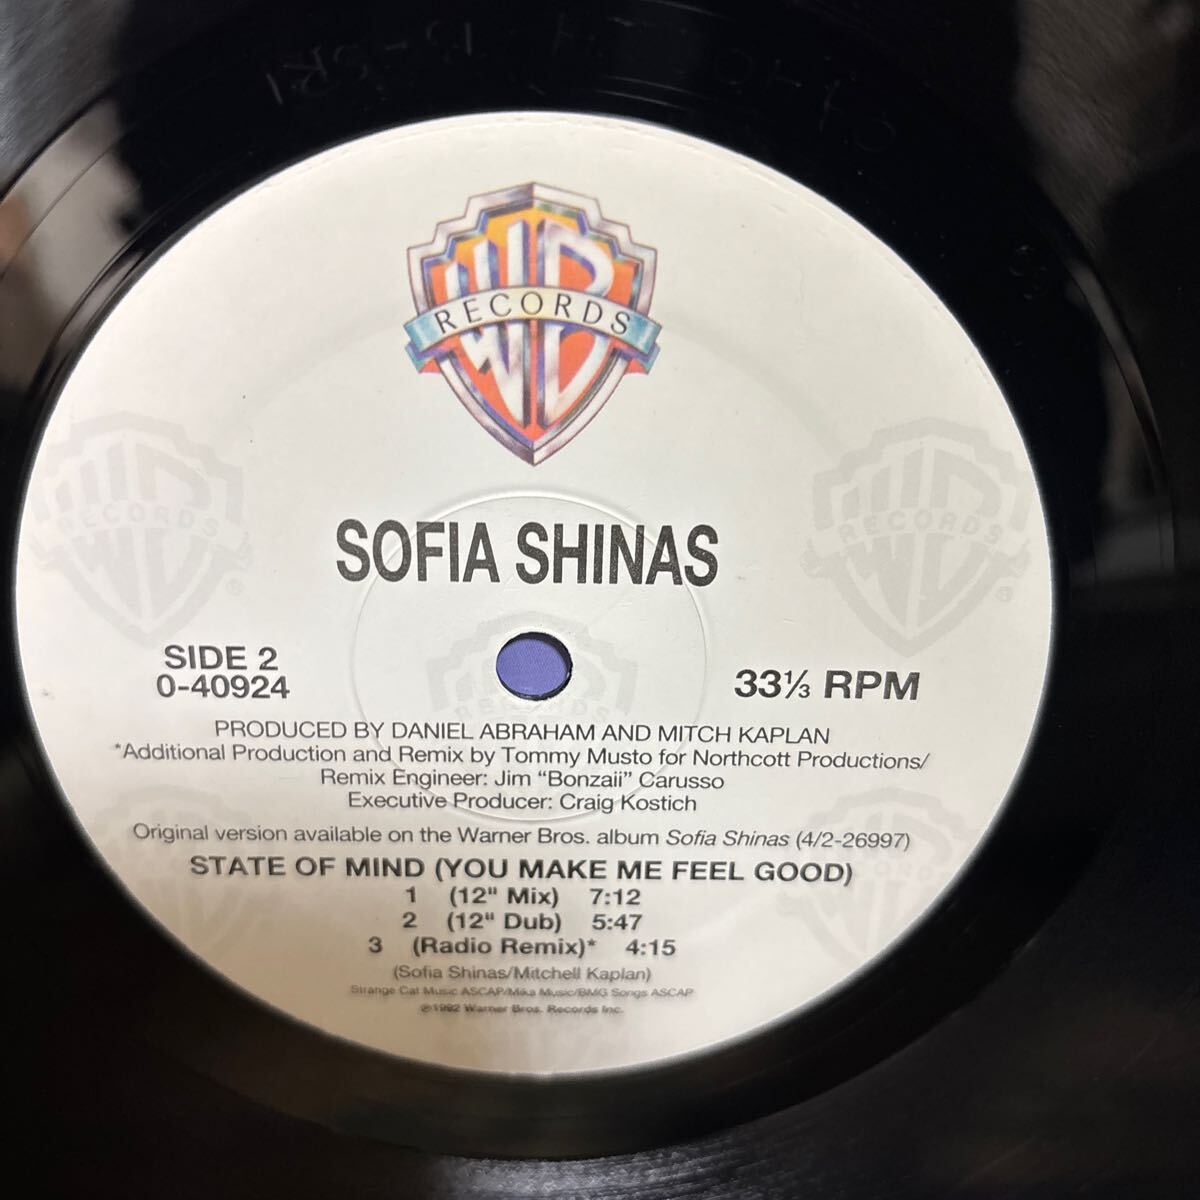 WB
RECORDS
SOFIA SHINAS
SIDE 2
0-40924
33⅓ RPM
PRODUCED BY DANIEL ABRAHAM AND MITCH KAPLAN
*Additional Production and Remix by Tommy Musto for Northcott Productions/
Remix Engineer: Jim "Bonzaii" Carusso
Executive Producer: Craig Kostich
Original version available on the Warner Bros. album Sofia Shinas (4/2-26997)
STATE OF MIND (YOU MAKE ME FEEL GOOD)
1 (12" Mix) 7:12
2 (12" Dub) 5:47
3 (Radio Remix)* 4:15
(Sofia Shinas/Mitchell Kaplan)
Strange Cat Music ASCAP/Mika Music/BMG Songs ASCAP
℗1992 Warner Bros. Records Inc.